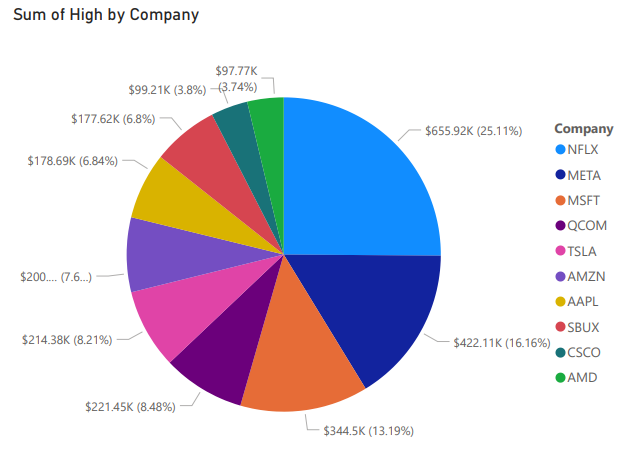 Sum of High by Company
$97.77K
(3.74%)
$99.21K (3.8%)
$177.62K (6.8%)
$178.69K (6.84%)
$200.... (7.6...)
$214.38K (8.21%)
$221.45K (8.48%)
$344.5K (13.19%)
$422.11K (16.16%)
$655.92K (25.11%)
Company
NFLX
META
MSFT
QCOM
TSLA
AMZN
AAPL
SBUX
CSCO
AMD